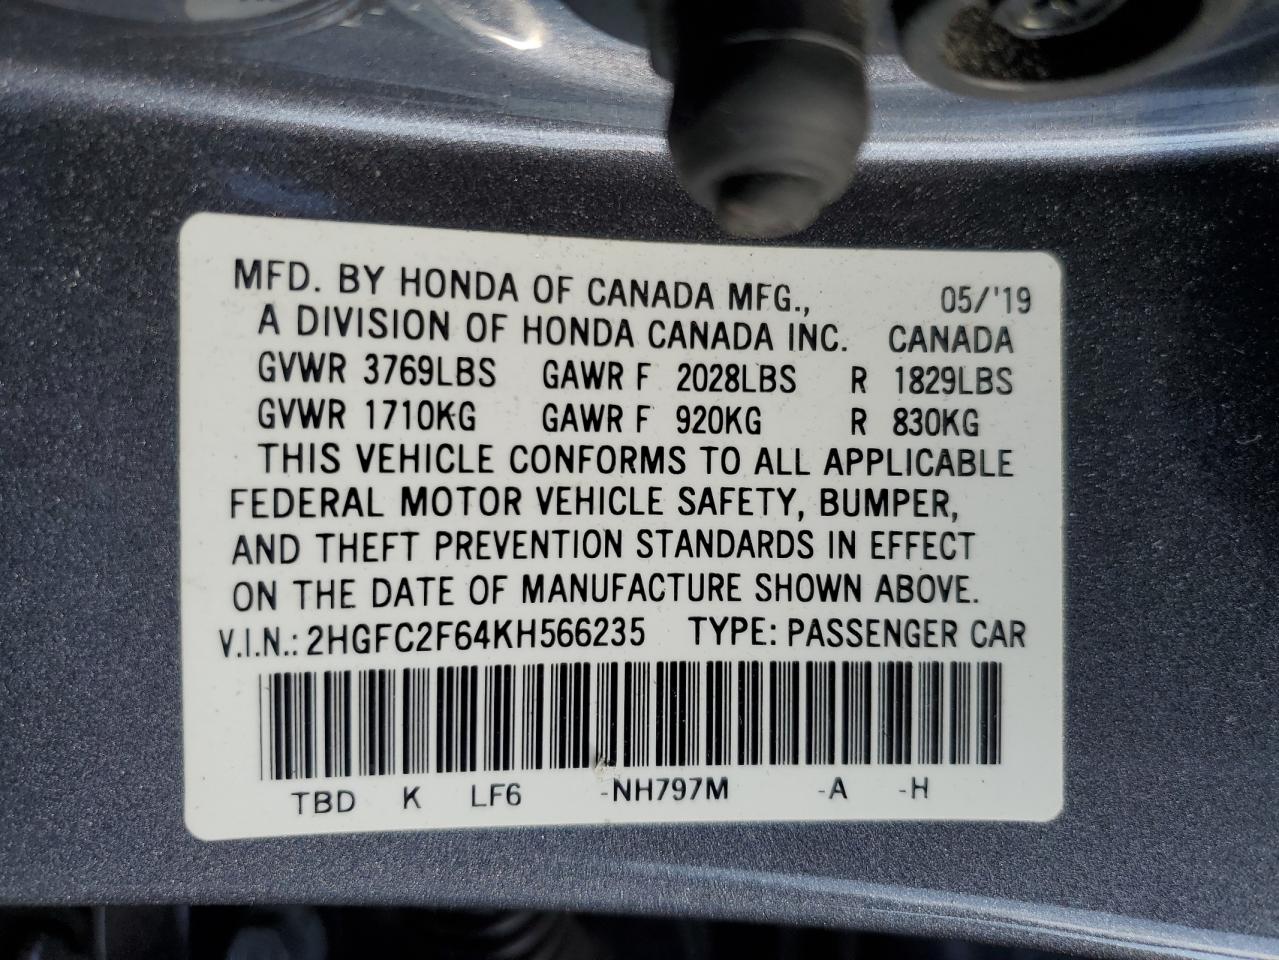 MFD. BY HONDA OF CANADA MFG., 05/'19
A DIVISION OF HONDA CANADA INC. CANADA
GVWR 3769LBS GAWR F 2028LBS R 1829LBS
GVWR 1710KG GAWR F 920KG R 830KG
THIS VEHICLE CONFORMS TO ALL APPLICABLE
FEDERAL MOTOR VEHICLE SAFETY, BUMPER,
AND THEFT PREVENTION STANDARDS IN EFFECT
ON THE DATE OF MANUFACTURE SHOWN ABOVE.
V.I.N.: 2HGFC2F64KH566235 TYPE: PASSENGER CAR
TBD K LF6 -NH797M -A -H